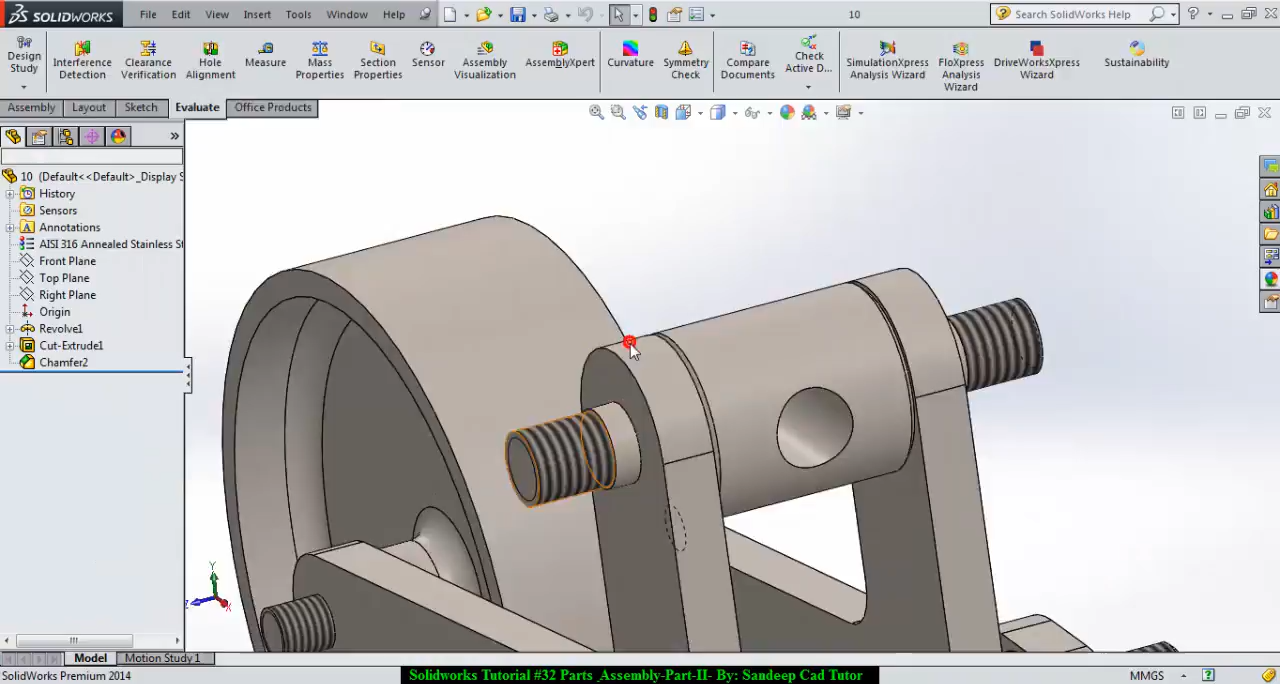 SOLIDWORKS File Edit View Insert Tools Window Help 10 Search SolidWorks Help
Design Study
Interference Detection
Clearance Verification
Hole Alignment
Measure
Mass Properties
Section Properties
Sensor
Assembly Visualization
AssemblyXpert
Curvature
Symmetry Check
Compare Documents
Check Active D...
SimulationXpress Analysis Wizard
FloXpress Analysis Wizard
DriveWorksXpress Wizard
Sustainability
Assembly Layout Sketch Evaluate Office Products
10 (Default<<Default>_Display S
History
Sensors
Annotations
AISI 316 Annealed Stainless St
Front Plane
Top Plane
Right Plane
Origin
Revolve1
Cut-Extrude1
Chamfer2
Y
Z
X
Model Motion Study 1
SolidWorks Premium 2014
Solidworks Tutorial #32 Parts Assembly-Part-II- By: Sandeep Cad Tutor
MMGS